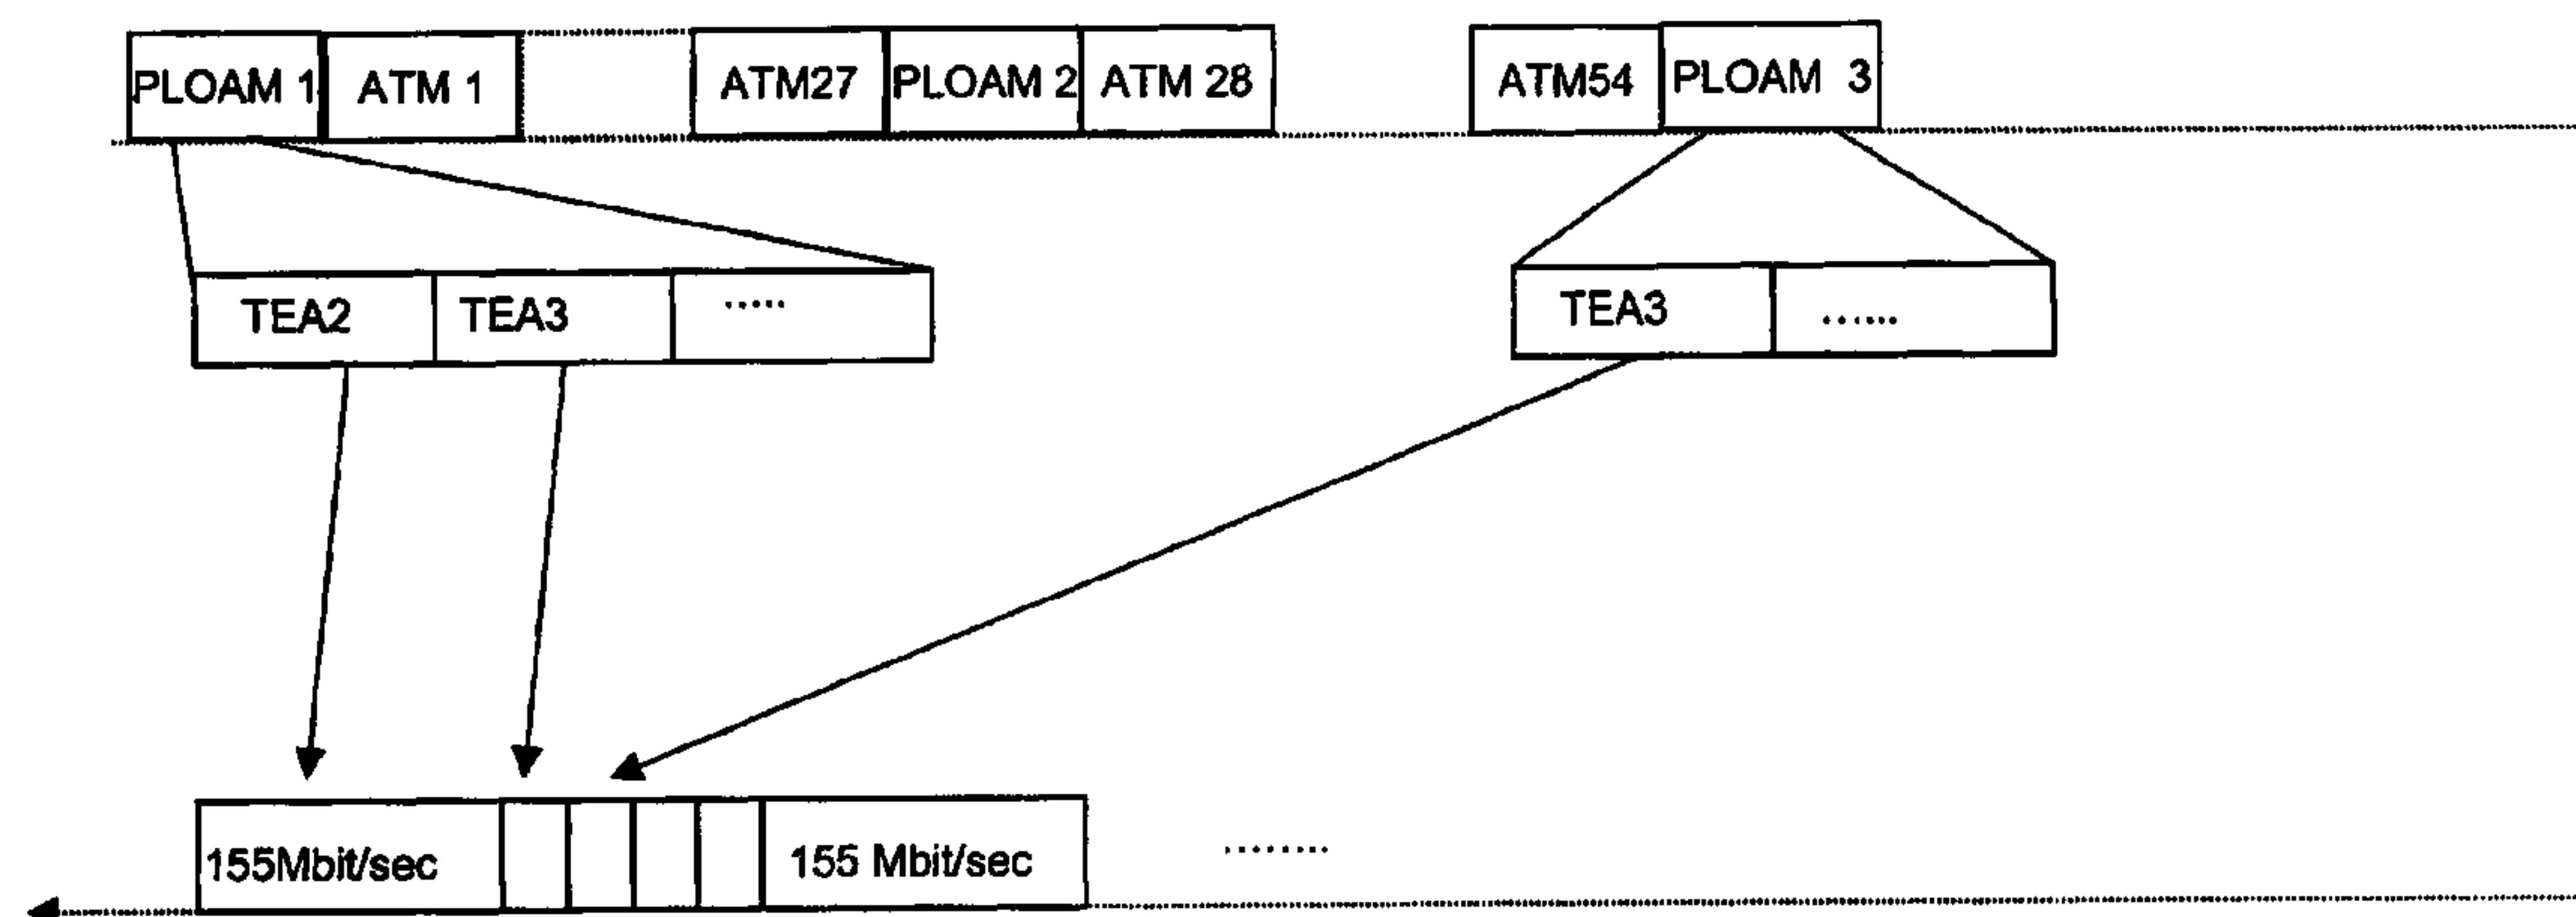 PLOAM 1 ATM 1 ATM27 PLOAM 2 ATM 28 ATM54 PLOAM 3
TEA2 TEA3 ..... TEA3 ......
155Mbit/sec 155 Mbit/sec ........